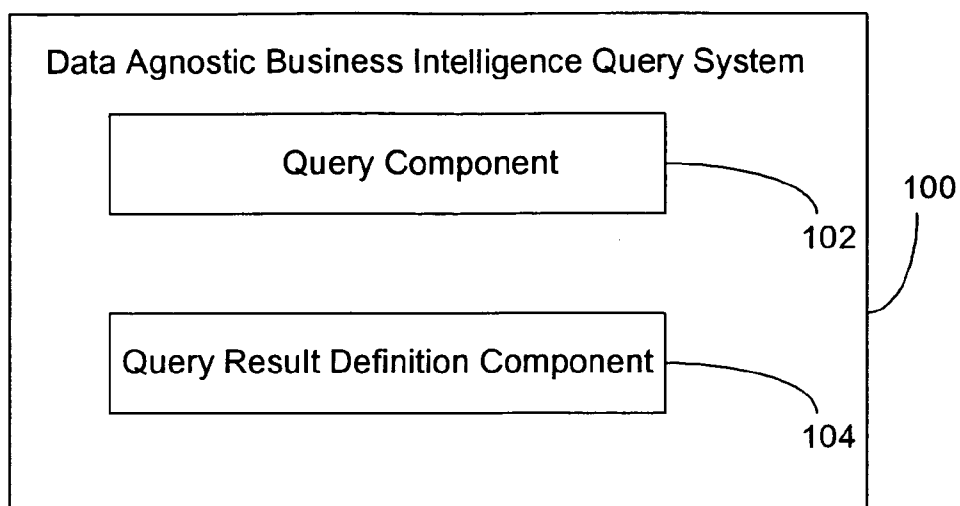 Data Agnostic Business Intelligence Query System
Query Component
100
102
Query Result Definition Component
104